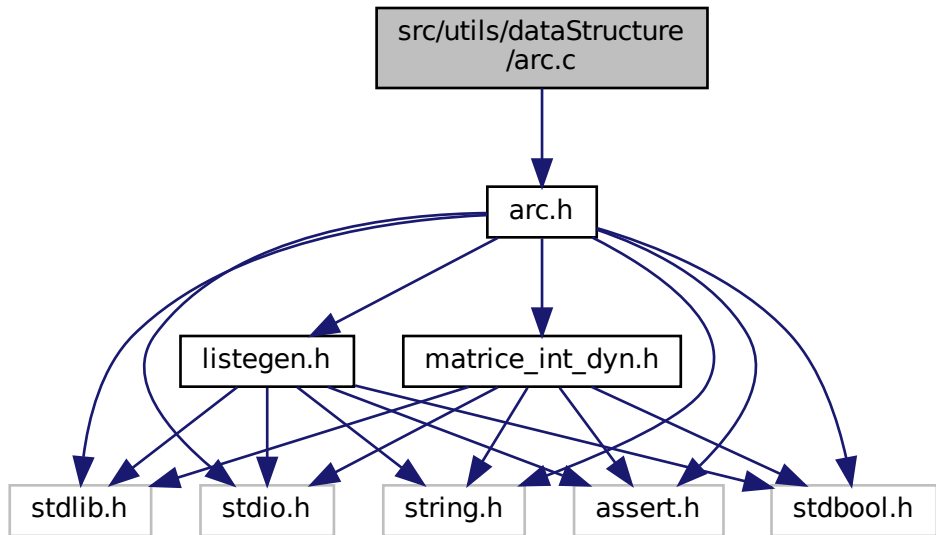 src/utils/dataStructure
/arc.c
arc.h
listegen.h
matrice_int_dyn.h
stdlib.h
stdio.h
string.h
assert.h
stdbool.h